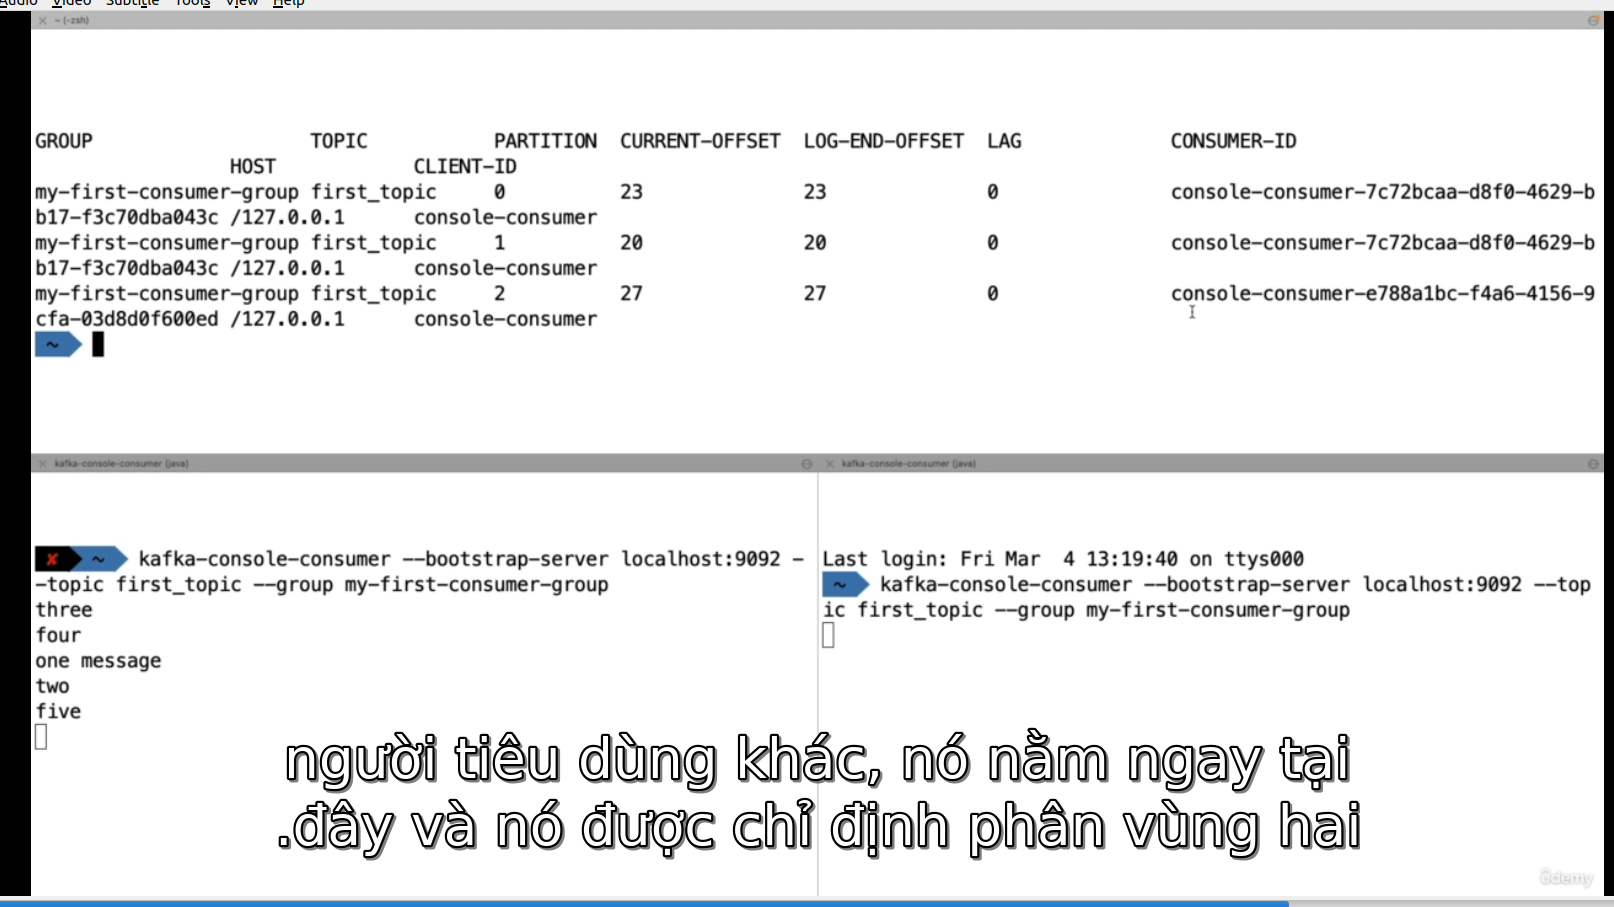 Audio Video Subtitle Tools View Help
~ (-zsh)
GROUP TOPIC PARTITION CURRENT-OFFSET LOG-END-OFFSET LAG CONSUMER-ID
HOST CLIENT-ID
my-first-consumer-group first_topic 0 23 23 0 console-consumer-7c72bcaa-d8f0-4629-b
b17-f3c70dba043c /127.0.0.1 console-consumer
my-first-consumer-group first_topic 1 20 20 0 console-consumer-7c72bcaa-d8f0-4629-b
b17-f3c70dba043c /127.0.0.1 console-consumer
my-first-consumer-group first_topic 2 27 27 0 console-consumer-e788a1bc-f4a6-4156-9
cfa-03d8d0f600ed /127.0.0.1 console-consumer
~
kafka-console-consumer (java)
~ kafka-console-consumer --bootstrap-server localhost:9092 -
-topic first_topic --group my-first-consumer-group
three
four
one message
two
five
kafka-console-consumer (java)
Last login: Fri Mar 4 13:19:40 on ttys000
~ kafka-console-consumer --bootstrap-server localhost:9092 --top
ic first_topic --group my-first-consumer-group
người tiêu dùng khác, nó nằm ngay tại
.đây và nó được chỉ định phân vùng hai
ûdemy